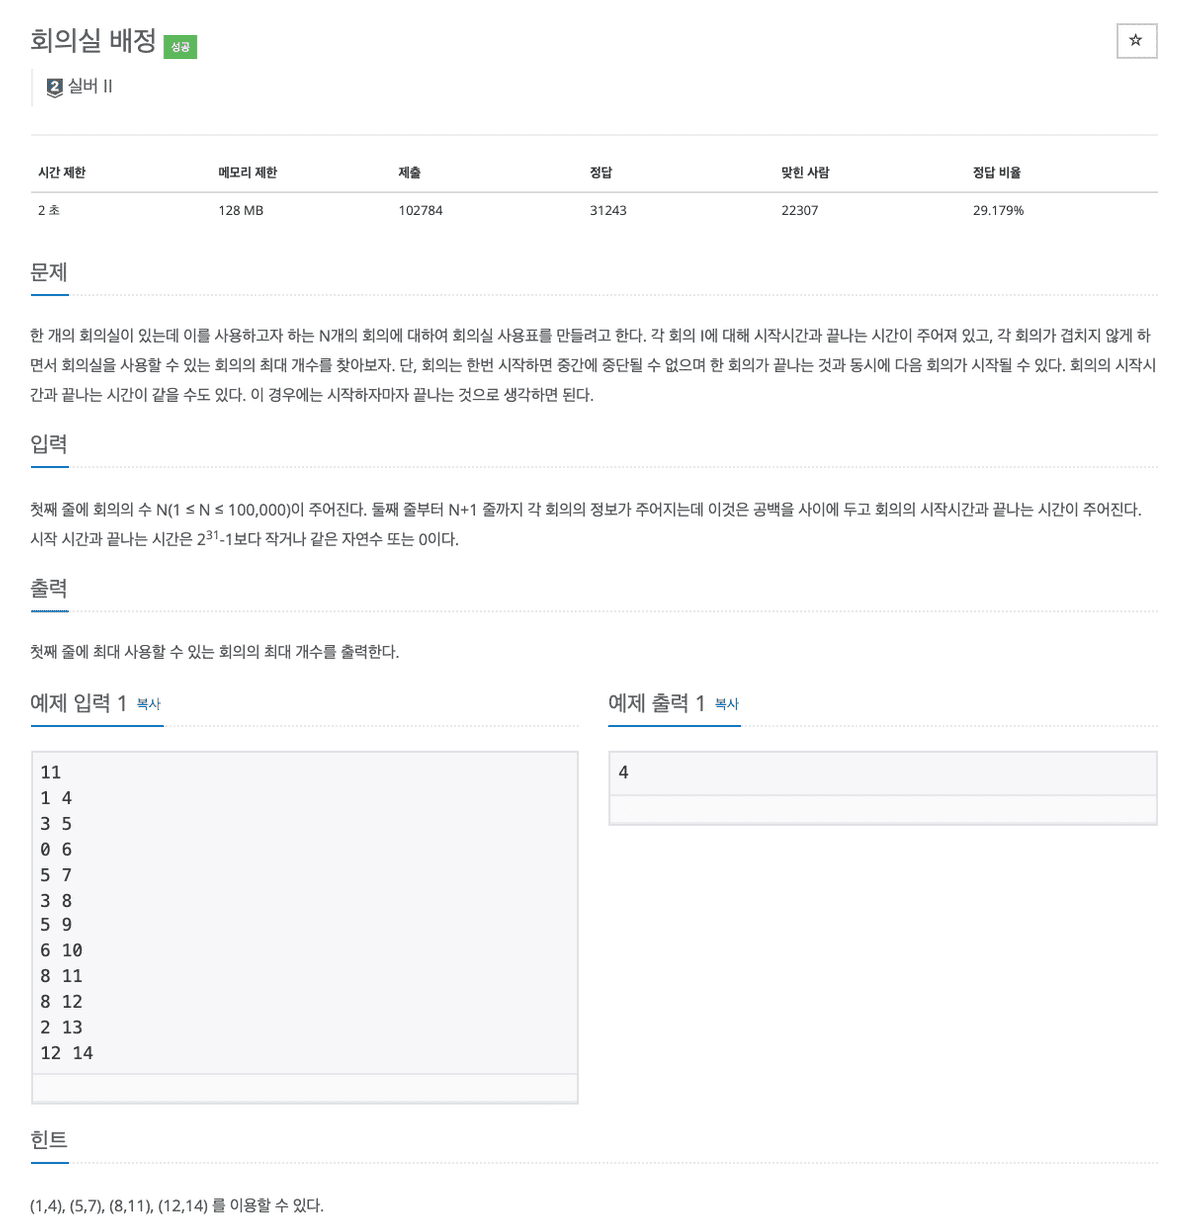 회의실 배정 성공
☆
2 실버 II
시간 제한 메모리 제한 제출 정답 맞힌 사람 정답 비율
2 초 128 MB 102784 31243 22307 29.179%
문제
한 개의 회의실이 있는데 이를 사용하고자 하는 N개의 회의에 대하여 회의실 사용표를 만들려고 한다. 각 회의 I에 대해 시작시간과 끝나는 시간이 주어져 있고, 각 회의가 겹치지 않게 하
면서 회의실을 사용할 수 있는 회의의 최대 개수를 찾아보자. 단, 회의는 한번 시작하면 중간에 중단될 수 없으며 한 회의가 끝나는 것과 동시에 다음 회의가 시작될 수 있다. 회의의 시작시
간과 끝나는 시간이 같을 수도 있다. 이 경우에는 시작하자마자 끝나는 것으로 생각하면 된다.
입력
첫째 줄에 회의의 수 N(1 ≤ N ≤ 100,000)이 주어진다. 둘째 줄부터 N+1 줄까지 각 회의의 정보가 주어지는데 이것은 공백을 사이에 두고 회의의 시작시간과 끝나는 시간이 주어진다.
시작 시간과 끝나는 시간은 2³¹-1보다 작거나 같은 자연수 또는 0이다.
출력
첫째 줄에 최대 사용할 수 있는 회의의 최대 개수를 출력한다.
예제 입력 1 복사
11
1 4
3 5
0 6
5 7
3 8
5 9
6 10
8 11
8 12
2 13
12 14
예제 출력 1 복사
4
힌트
(1,4), (5,7), (8,11), (12,14) 를 이용할 수 있다.